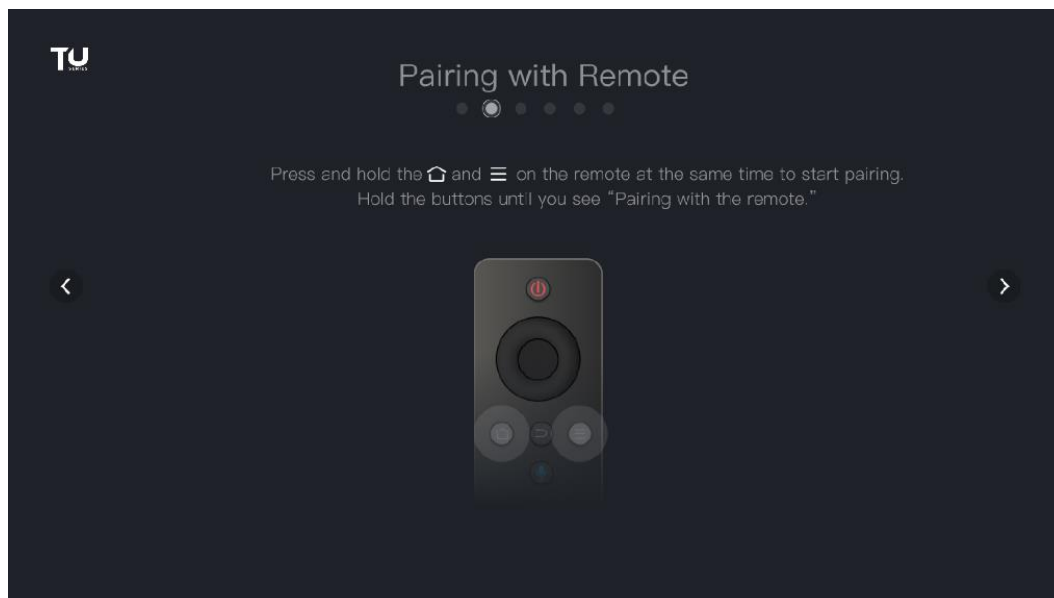 TU
Pairing with Remote
Press and hold the and on the remote at the same time to start pairing.
Hold the buttons until you see “Pairing with the remote.”